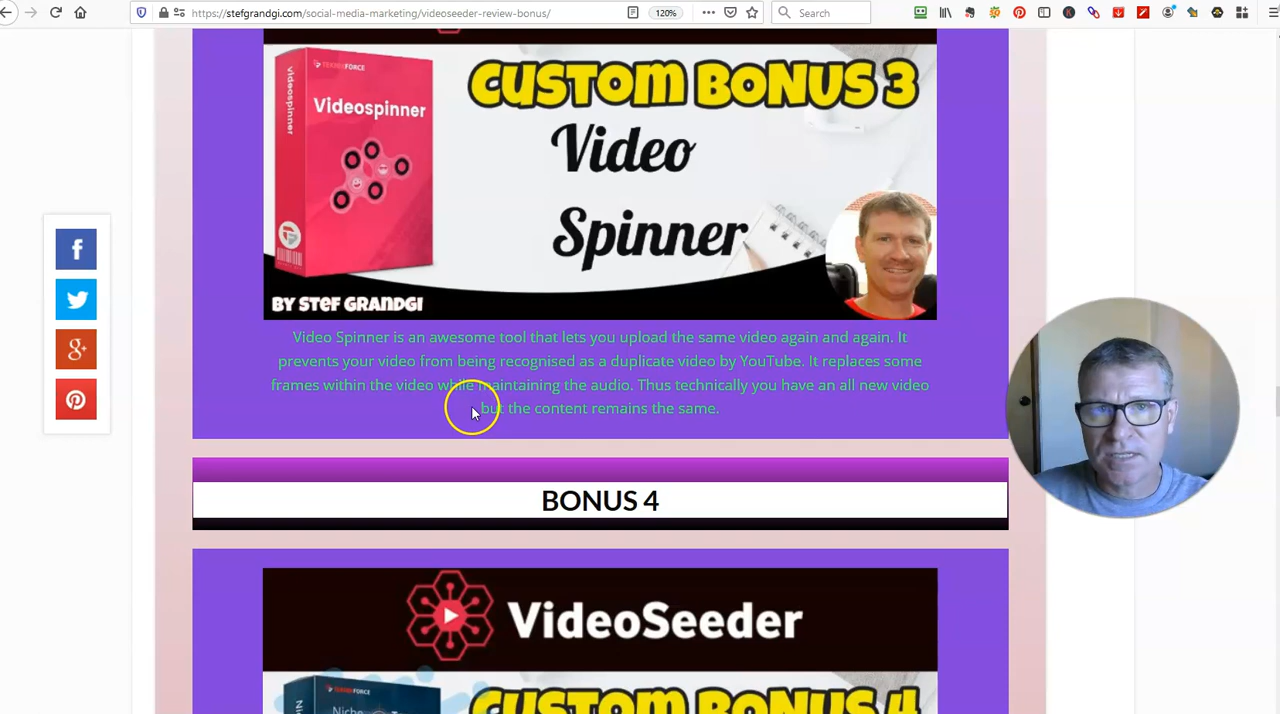 https://stefgrandgi.com/social-media-marketing/videoseeder-review-bonus/
120%
Search
TEKNIKFORCE
Videospinner
Videospinner
CUSTOM BONUS 3
Video
Spinner
BY STEF GRANDGI
Video Spinner is an awesome tool that lets you upload the same video again and again. It
prevents your video from being recognised as a duplicate video by YouTube. It replaces some
frames within the video while maintaining the audio. Thus technically you have an all new video
but the content remains the same.
BONUS 4
VideoSeeder
TEKNIKFORCE
Niche
CUSTOM BONUS 4